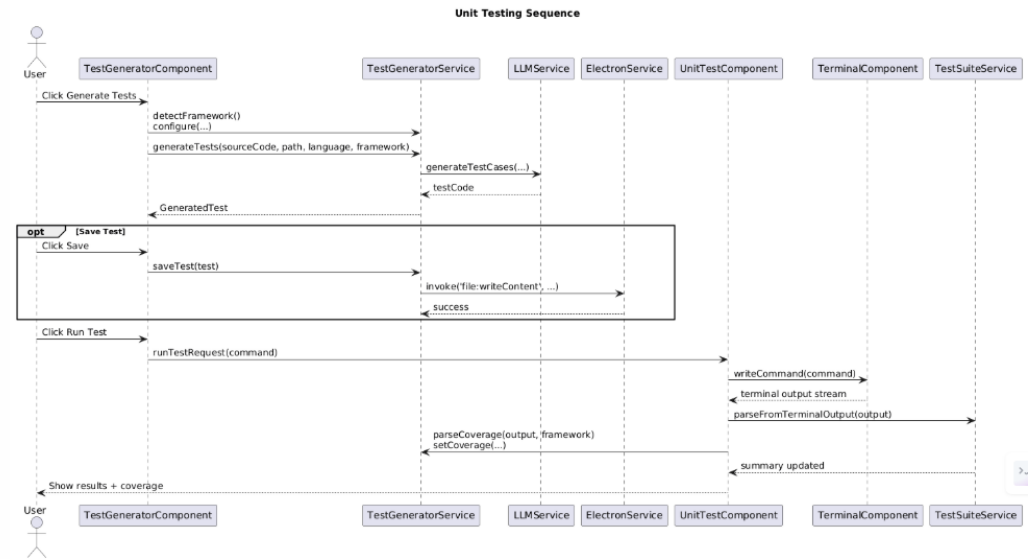 Unit Testing Sequence
User
TestGeneratorComponent
TestGeneratorService
LLMService
ElectronService
UnitTestComponent
TerminalComponent
TestSuiteService
Click Generate Tests
detectFramework()
configure(...)
generateTests(sourceCode, path, language, framework)
generateTestCases(...)
testCode
GeneratedTest
opt [Save Test]
Click Save
saveTest(test)
invoke('file:writeContent', ...)
success
Click Run Test
runTestRequest(command)
writeCommand(command)
terminal output stream
parseFromTerminalOutput(output)
parseCoverage(output, framework)
setCoverage(...)
summary updated
Show results + coverage
User
TestGeneratorComponent
TestGeneratorService
LLMService
ElectronService
UnitTestComponent
TerminalComponent
TestSuiteService